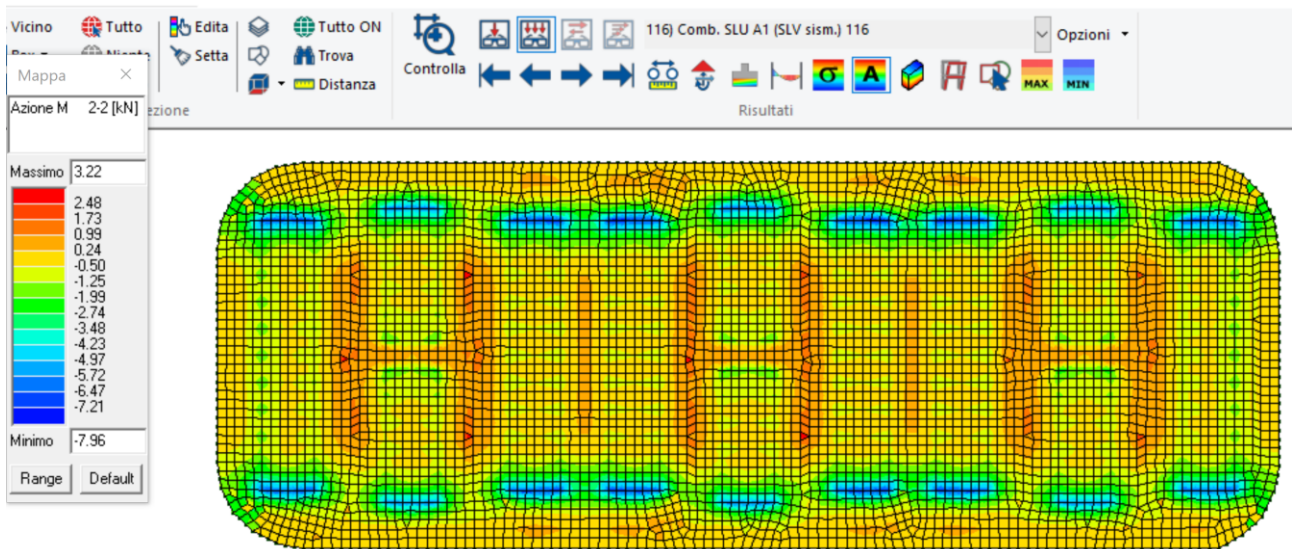 Vicino
Tutto
Edita
Tutto ON
116) Comb. SLU A1 (SLV sism.) 116
Opzioni
Niente
Setta
Trova
Controlla
Distanza
MAX
MIN
σ
A
Risultati
Mappa
ezione
Azione M 2-2 [kN]
Massimo 3.22
2.48
1.73
0.99
0.24
-0.50
-1.25
-1.99
-2.74
-3.48
-4.23
-4.97
-5.72
-6.47
-7.21
Minimo -7.96
Range Default